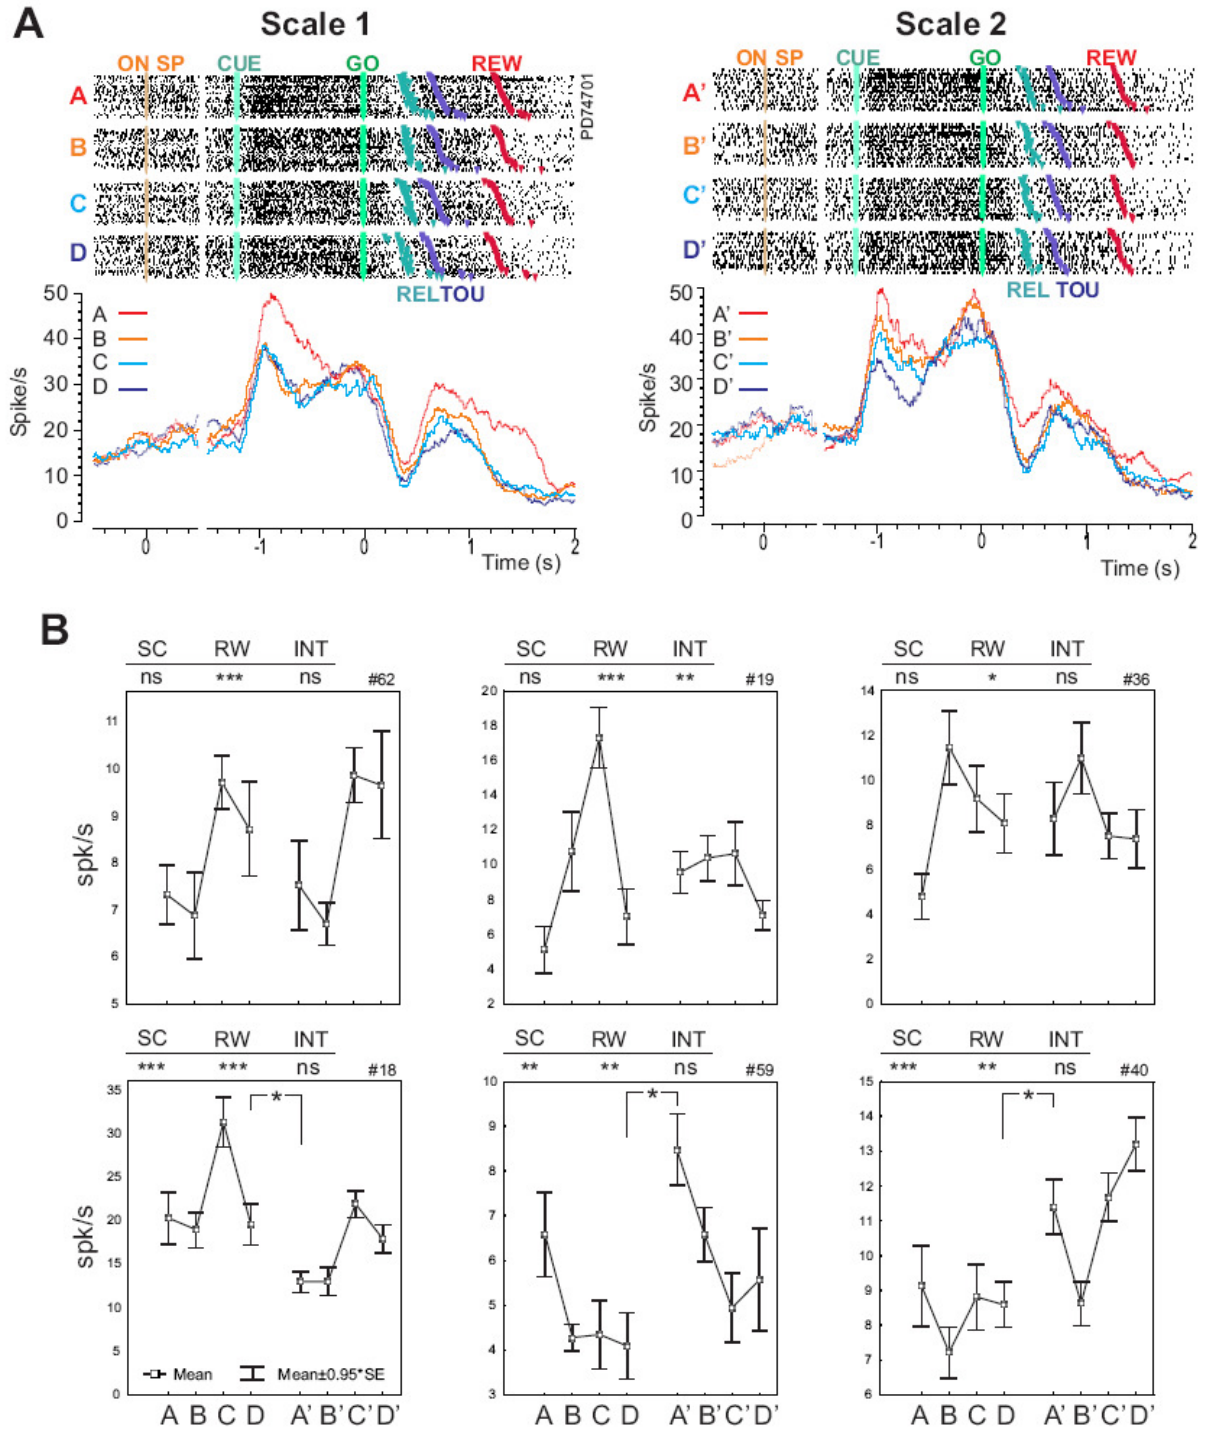 A
Scale 1
Scale 2
ON SP CUE GO REW
ON SP CUE GO REW
PD74701
A
B
C
D
A'
B'
C'
D'
REL TOU
REL TOU
50
40
30
20
10
0
Spike/s
A
B
C
D
0 -1 0 1 2
Time (s)
50
40
30
20
10
0
Spike/s
A'
B'
C'
D'
0 -1 0 1 2
Time (s)
B
SC RW INT
ns *** ns #62
11
10
9
8
7
6
5
spk/s
SC RW INT
ns *** ** #19
20
18
16
14
12
10
8
6
4
2
SC RW INT
ns * ns #36
14
12
10
8
6
4
2
0
SC RW INT
*** *** ns #18
*
35
30
25
20
15
10
5
0
spk/s
Mean Mean±0.95*SE
A B C D A' B' C' D'
SC RW INT
** ** ns #59
*
10
9
8
7
6
5
4
3
A B C D A' B' C' D'
SC RW INT
*** ** ns #40
*
15
14
13
12
11
10
9
8
7
6
A B C D A' B' C' D'